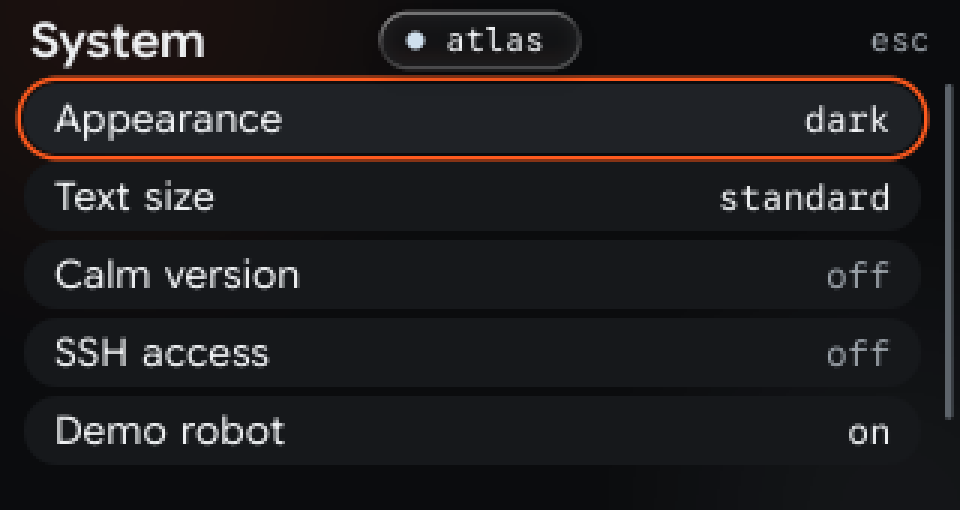 System atlas esc
Appearance dark
Text size standard
Calm version off
SSH access off
Demo robot on